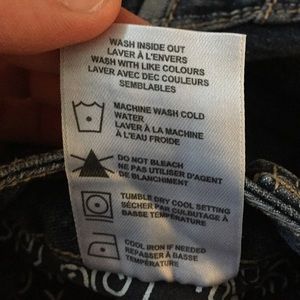 WASH INSIDE OUT
LAVER À L'ENVERS
WASH WITH LIKE COLOURS
LAVER AVEC DEC COULEURS
SEMBLABLES
MACHINE WASH COLD
WATER
LAVER À LA MACHINE
À L'EAU FROIDE
DO NOT BLEACH
NE PAS UTILISER D'AGENT
DE BLANCHIMENT
TUMBLE DRY COOL SETTING
SÉCHER PAR CULBUTAGE À
BASSE TEMPÉRATURE
COOL IRON IF NEEDED
REPASSER À BASSE
TEMPÉRATURE